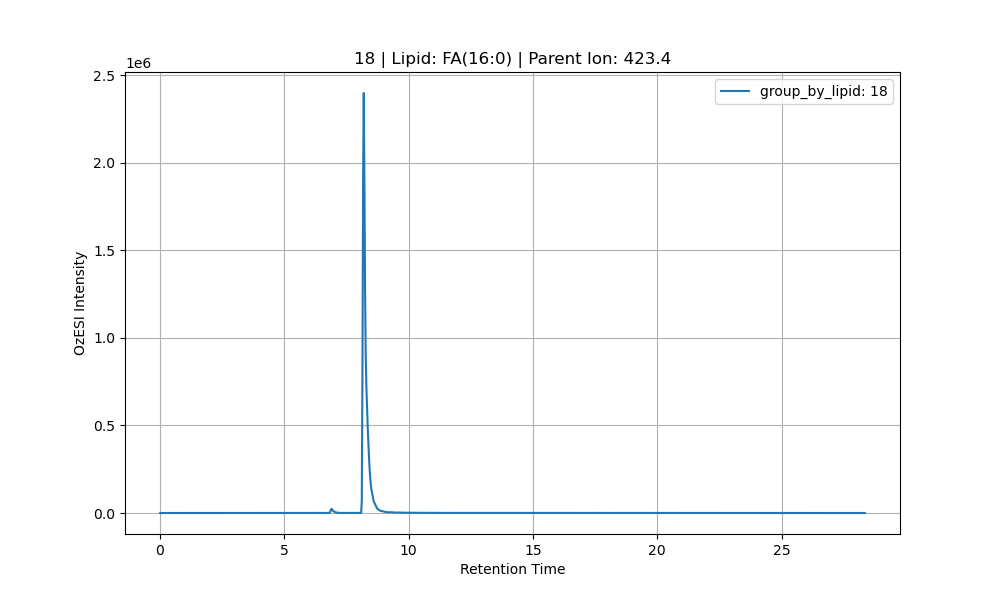 18 | Lipid: FA(16:0) | Parent Ion: 423.4
1e6
group_by_lipid: 18
2.5
2.0
1.5
1.0
0.5
0.0
OzESI Intensity
0 5 10 15 20 25
Retention Time